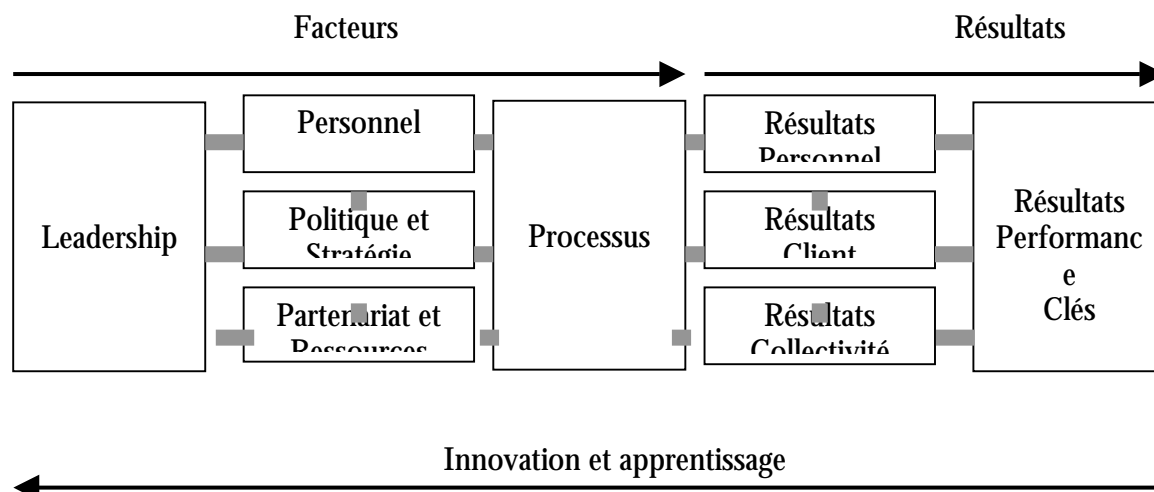 Facteurs
Résultats
Leadership
Personnel
Politique et
Stratégie
Partenariat et
Ressources
Processus
Résultats
Personnel
Résultats
Client
Résultats
Collectivité
Résultats
Performanc
e
Clés
Innovation et apprentissage